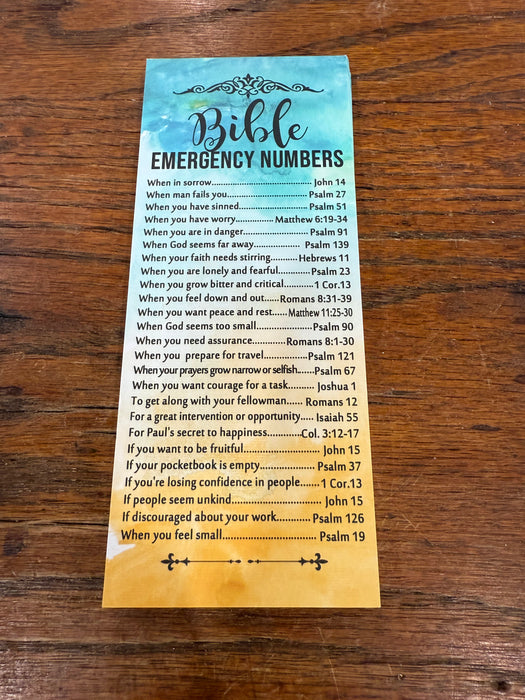 Bible
EMERGENCY NUMBERS
When in sorrow.................................... John 14
When man fails you............................. Psalm 27
When you have sinned......................... Psalm 51
When you have worry.............. Matthew 6:19-34
When you are in danger....................... Psalm 91
When God seems far away................ Psalm 139
When your faith needs stirring.......... Hebrews 11
When you are lonely and fearful........... Psalm 23
When you grow bitter and critical..........1 Cor.13
When you feel down and out...... Romans 8:31-39
When you want peace and rest.... Matthew 11:25-30
When God seems too small................... Psalm 90
When you need assurance............ Romans 8:1-30
When you prepare for travel.............. Psalm 121
When your prayers grow narrow or selfish...... Psalm 67
When you want courage for a task.......... Joshua 1
To get along with your fellowman...... Romans 12
For a great intervention or opportunity..... Isaiah 55
For Paul's secret to happiness............Col. 3:12-17
If you want to be fruitful........................ John 15
If your pocketbook is empty................. Psalm 37
If you're losing confidence in people.......1 Cor.13
If people seem unkind........................... John 15
If discouraged about your work........... Psalm 126
When you feel small............................. Psalm 19